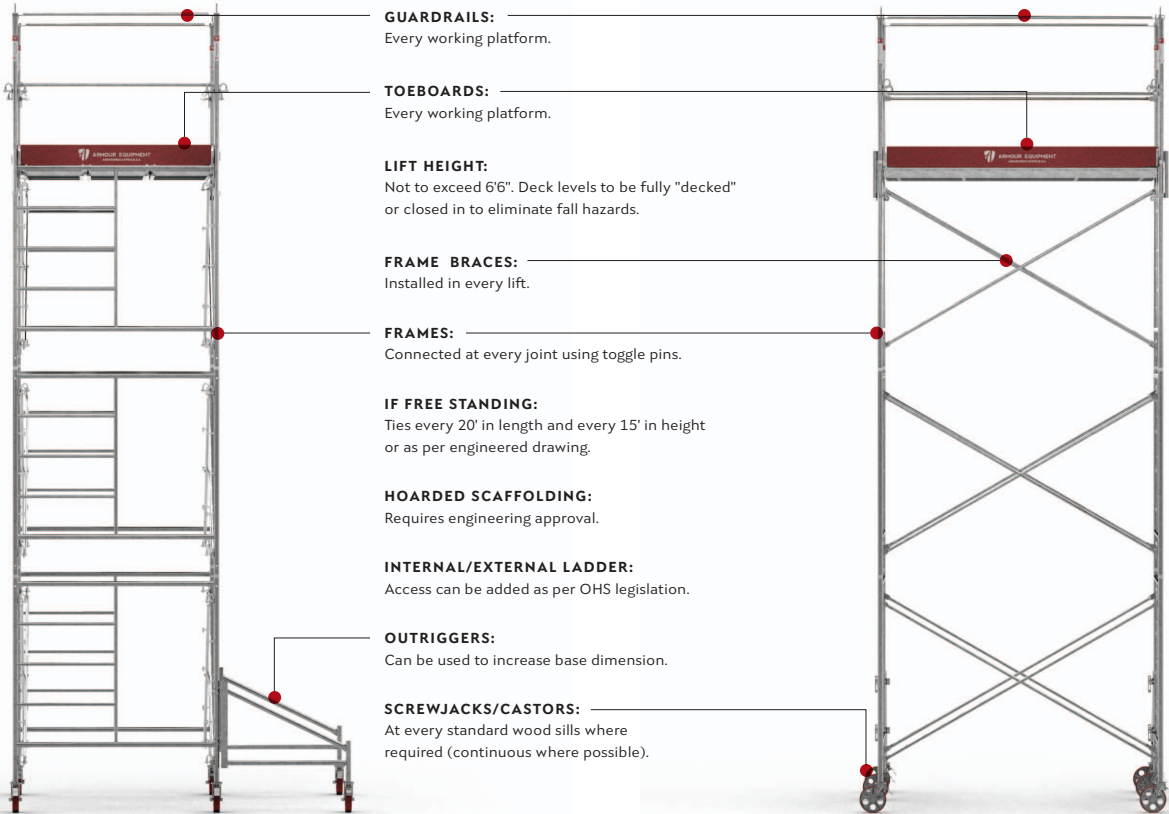 GUARDRAILS:
Every working platform.
TOEBOARDS:
Every working platform.
ARMOUR EQUIPMENT
ARMOUR EQUIPMENT
LIFT HEIGHT:
Not to exceed 6'6". Deck levels to be fully "decked"
or closed in to eliminate fall hazards.
FRAME BRACES:
Installed in every lift.
FRAMES:
Connected at every joint using toggle pins.
IF FREE STANDING:
Ties every 20' in length and every 15' in height
or as per engineered drawing.
HOARDED SCAFFOLDING:
Requires engineering approval.
INTERNAL/EXTERNAL LADDER:
Access can be added as per OHS legislation.
OUTRIGGERS:
Can be used to increase base dimension.
SCREWJACKS/CASTORS:
At every standard wood sills where
required (continuous where possible).